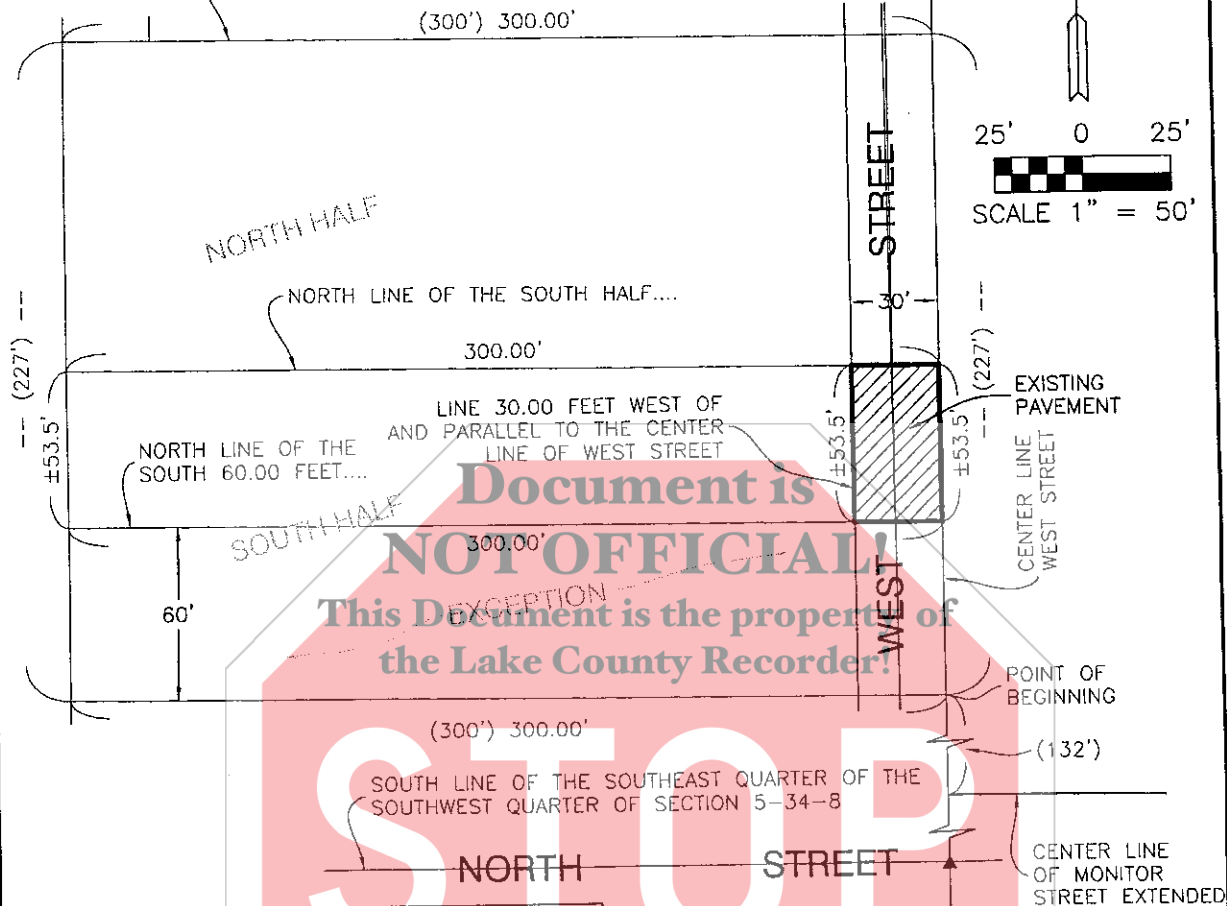 (300') 300.00'
25' 0 25'
SCALE 1" = 50'
STREET
NORTH HALF
NORTH LINE OF THE SOUTH HALF....
30'
-- (227') --
-- (227') --
300.00'
EXISTING
PAVEMENT
LINE 30.00 FEET WEST OF
AND PARALLEL TO THE CENTER
LINE OF WEST STREET
±53.5'
±53.5'
±53.5'
NORTH LINE OF THE
SOUTH 60.00 FEET....
CENTER LINE
WEST STREET
Document is
SOUTH HALF
300.00'
NOT OFFICIAL!
WEST
60'
EXCEPTION
This Document is the property of
the Lake County Recorder!
POINT OF
BEGINNING
(300') 300.00'
(132')
STOP
SOUTH LINE OF THE SOUTHEAST QUARTER OF THE
SOUTHWEST QUARTER OF SECTION 5-34-8
NORTH STREET
CENTER LINE
OF MONITOR
STREET EXTENDED